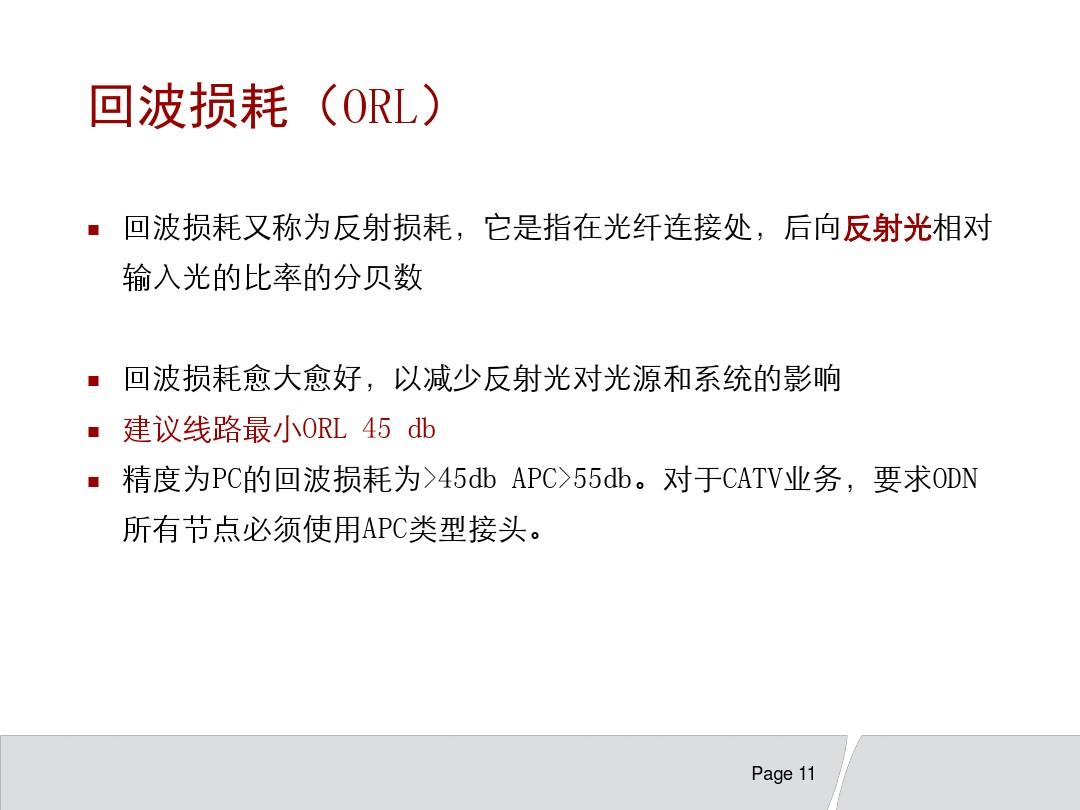 回波损耗（ORL）
回波损耗又称为反射损耗，它是指在光纤连接处，后向反射光相对
输入光的比率的分贝数
回波损耗愈大愈好，以减少反射光对光源和系统的影响
建议线路最小ORL 45 db
精度为PC的回波损耗为>45db APC>55db。对于CATV业务，要求ODN
所有节点必须使用APC类型接头。
Page 11